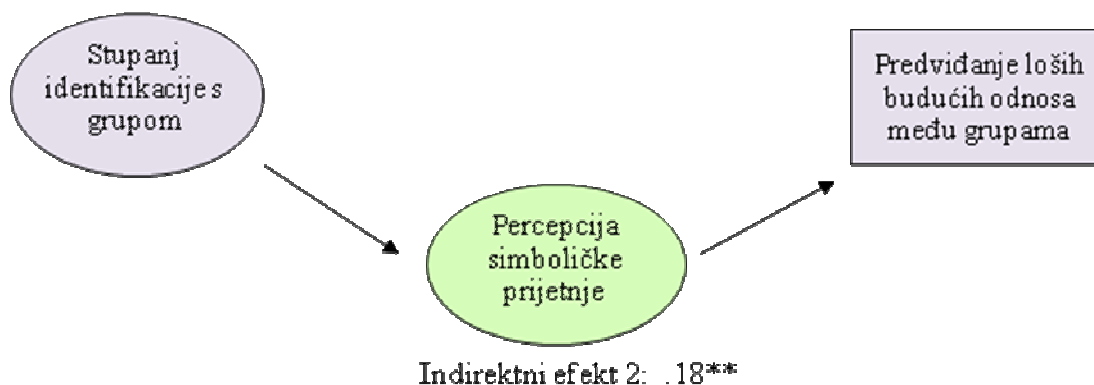 Stupanj
identifikacije s
grupom
Predviđanje loših
budućih odnosa
među grupama
Percepcija
simboličke
prijetnje
Indirektni efekt 2: .18**